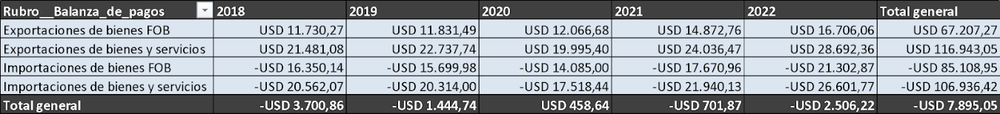 Rubro__Balanza_de_pagos 2018 2019 2020 2021 2022 Total general
Exportaciones de bienes FOB USD 11.730,27 USD 11.831,49 USD 12.066,68 USD 14.872,76 USD 16.706,06 USD 67.207,27
Exportaciones de bienes y servicios USD 21.481,08 USD 22.737,74 USD 19.995,40 USD 24.036,47 USD 28.692,36 USD 116.943,05
Importaciones de bienes FOB -USD 16.350,14 -USD 15.699,98 -USD 14.085,00 -USD 17.670,96 -USD 21.302,87 -USD 85.108,95
Importaciones de bienes y servicios -USD 20.562,07 -USD 20.314,00 -USD 17.518,44 -USD 21.940,13 -USD 26.601,77 -USD 106.936,42
Total general -USD 3.700,86 -USD 1.444,74 USD 458,64 -USD 701,87 -USD 2.506,22 -USD 7.895,05